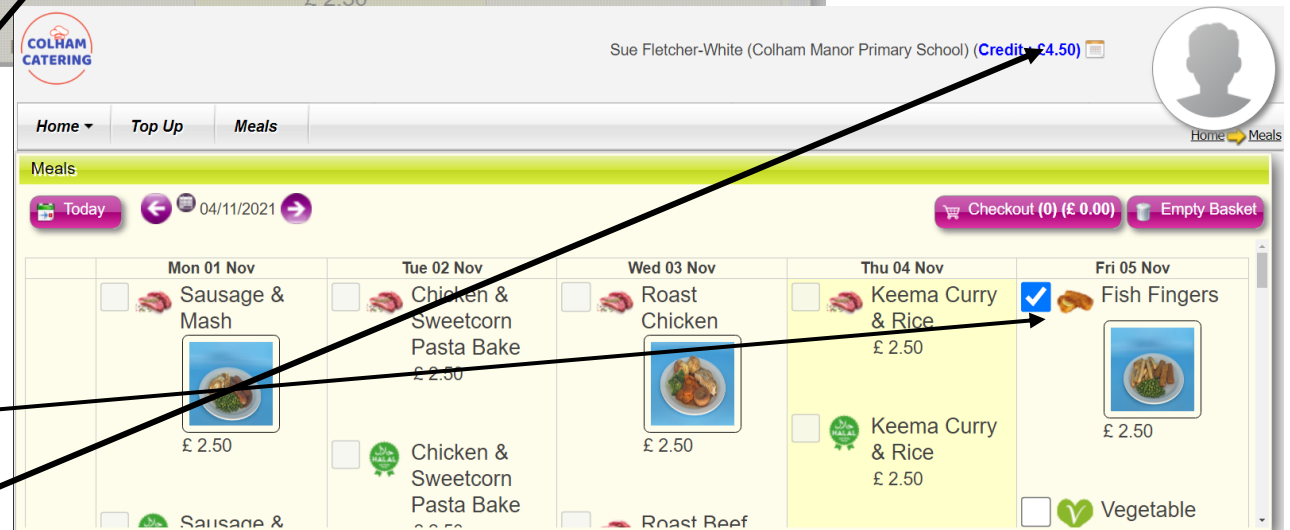 £ 2.50
COLHAM
CATERING
Sue Fletcher-White (Colham Manor Primary School) (Credit: £4.50)
Home Top Up Meals
Home Meals
Meals
Today 04/11/2021 Checkout (0) (£ 0.00) Empty Basket
Mon 01 Nov Tue 02 Nov Wed 03 Nov Thu 04 Nov Fri 05 Nov
Sausage &
Mash
£ 2.50
Sausage &
Chicken &
Sweetcorn
Pasta Bake
£ 2.50
HALAL
Chicken &
Sweetcorn
Pasta Bake
£ 2.50
Roast
Chicken
£ 2.50
Roast Beef
Keema Curry
& Rice
£ 2.50
HALAL
Keema Curry
& Rice
£ 2.50
Fish Fingers
£ 2.50
V Vegetable